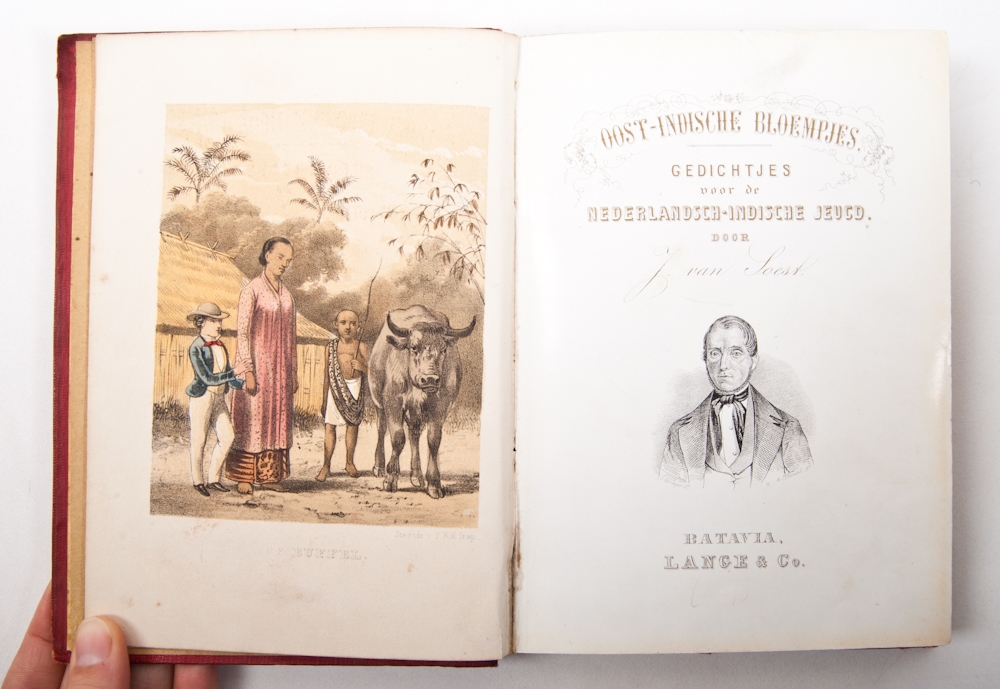 BUFFEL.
OOST-INDISCHE BLOEMPJES.
GEDICHTJES
voor de
NEDERLANDSCH-INDISCHE JEUGD.
DOOR
J. van Soest.
BATAVIA,
LANGE & Co.